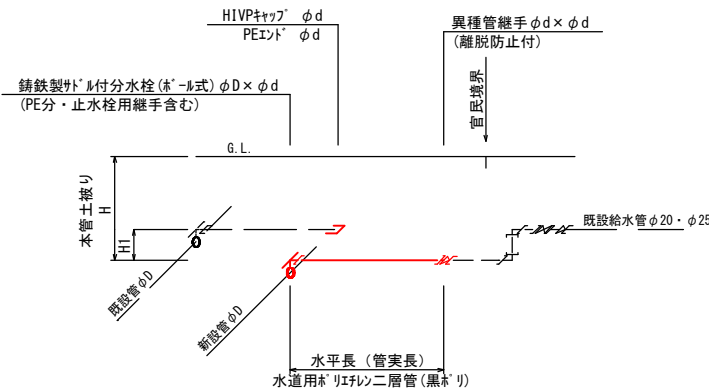 HIVPｷｬｯﾌﾟ φd
PEｴﾝﾄﾞ φd
異種管継手φd×φd
(離脱防止付)
鋳鉄製ｻﾄﾞﾙ付分水栓(ﾎﾞｰﾙ式)φD×φd
(PE分・止水栓用継手含む)
官民境界
G.L.
本管土被り
H
H1
既設給水管φ20・φ25
既設管φD
新設管φD
水平長（管実長）
水道用ﾎﾟﾘｴﾁﾚﾝ二層管(黒ﾎﾟﾘ)